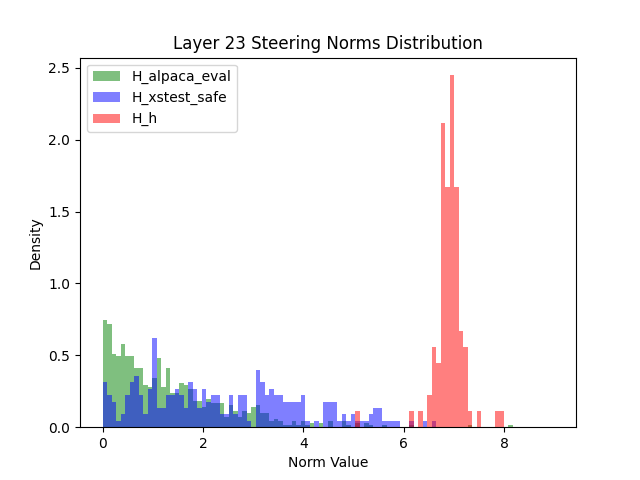 Layer 23 Steering Norms Distribution
H_alpaca_eval
H_xstest_safe
H_h
2.5
2.0
1.5
1.0
0.5
0.0
Density
0 2 4 6 8
Norm Value